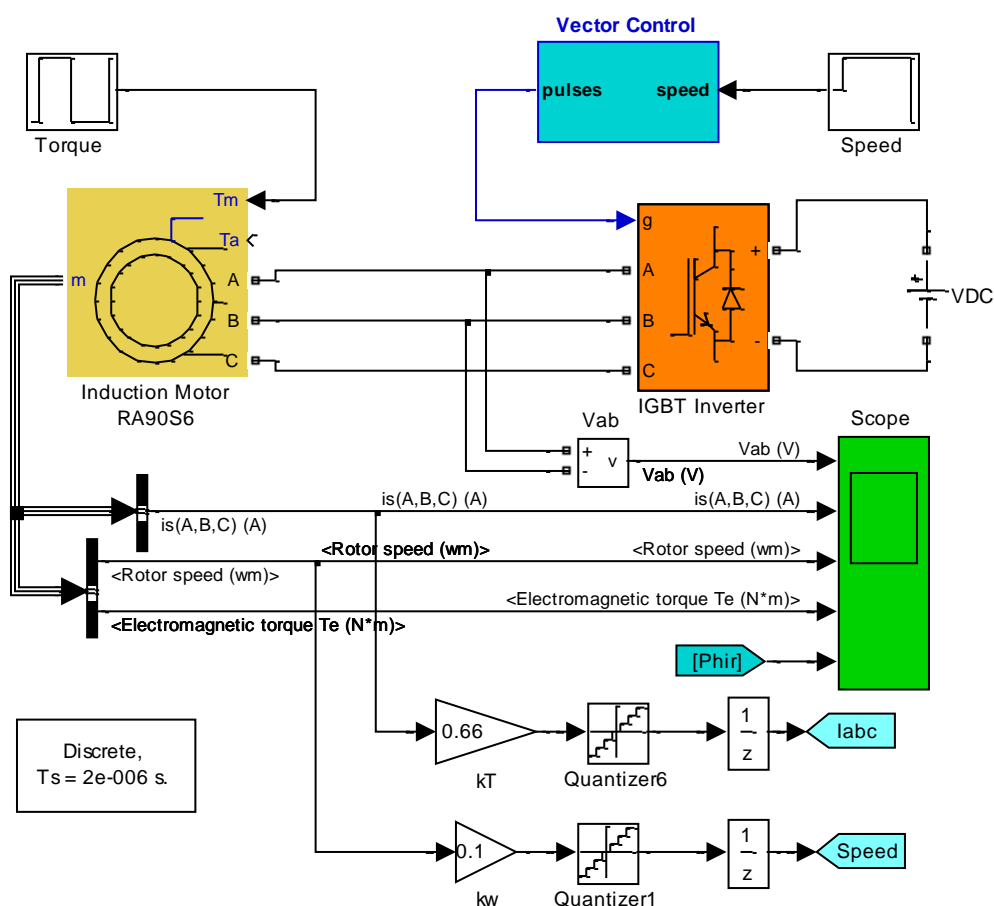 Vector Control
pulses
speed
Torque
Speed
Tm
Ta
m
A
B
C
g
A
B
C
+
-
+
VDC
Induction Motor
RA90S6
IGBT Inverter
Scope
Vab
+
-
v
Vab (V)
Vab (V)
is(A,B,C) (A)
is(A,B,C) (A)
is(A,B,C) (A)
<Rotor speed (wm)>
<Rotor speed (wm)>
<Rotor speed (wm)>
<Electromagnetic torque Te (N*m)>
<Electromagnetic torque Te (N*m)>
[Phir]
Discrete,
Ts = 2e-006 s.
0.66
kT
Quantizer6
1
z
Iabc
0.1
kw
Quantizer1
1
z
Speed